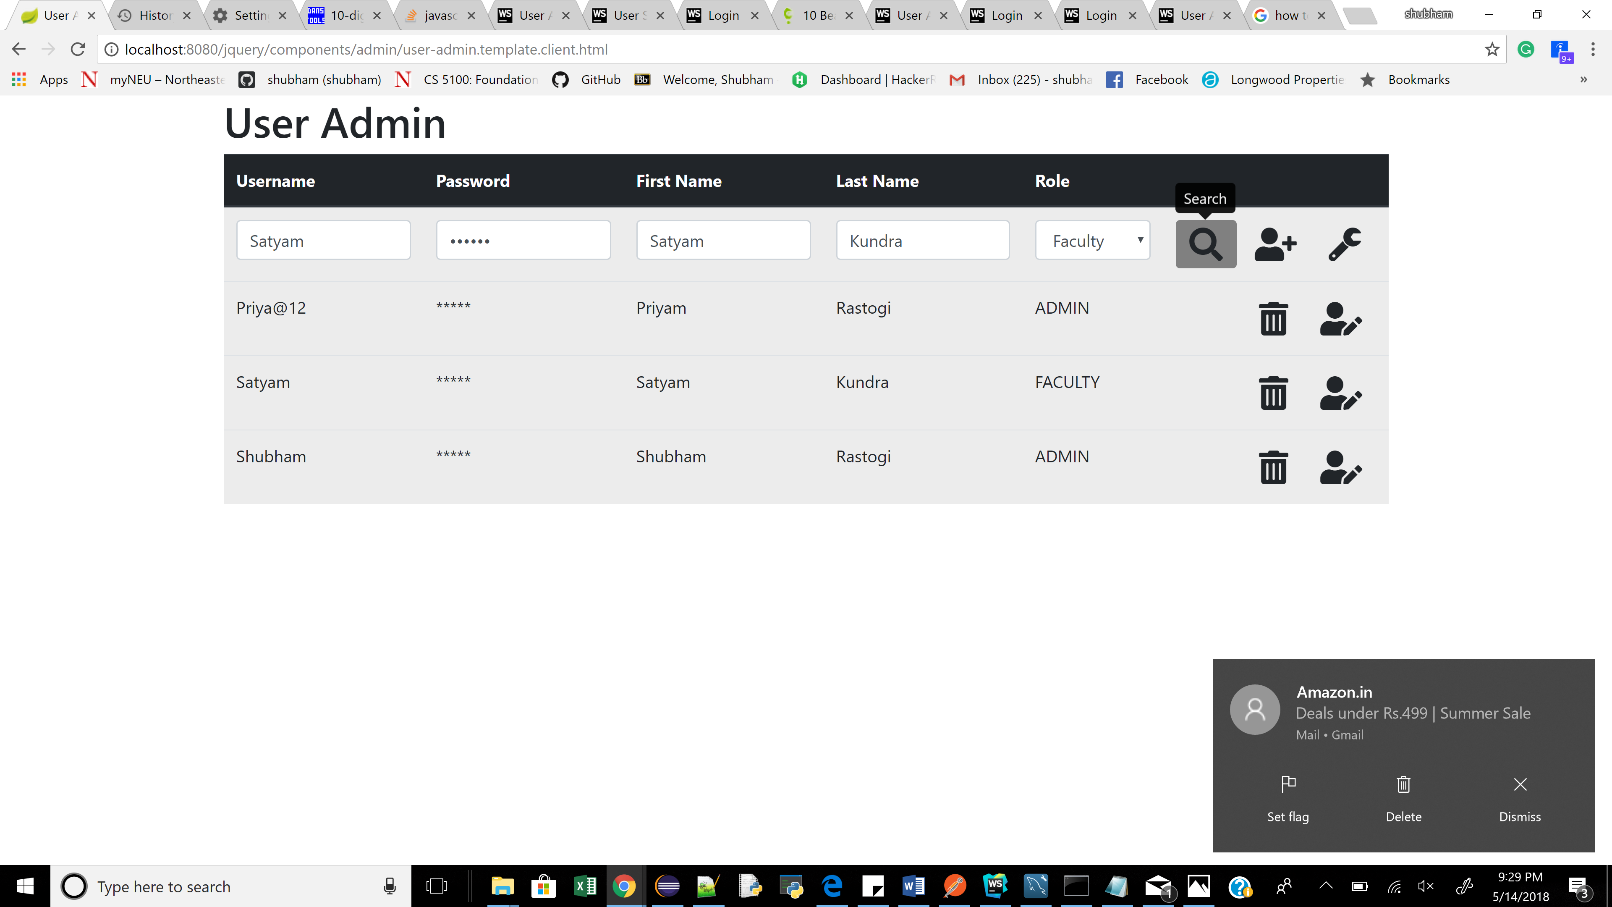 User A
Histor
Settin
10-dig
javasc
User A
User S
Login
10 Be
User A
Login
Login
User A
how t
shubham
localhost:8080/jquery/components/admin/user-admin.template.client.html
Apps
myNEU – Northeaste
shubham (shubham)
CS 5100: Foundation
GitHub
Welcome, Shubham
Dashboard | HackerR
Inbox (225) - shubha
Facebook
Longwood Propertie
Bookmarks
»
User Admin
Username Password First Name Last Name Role
Search
Satyam •••••• Satyam Kundra Faculty
Priya@12 ***** Priyam Rastogi ADMIN
Satyam ***** Satyam Kundra FACULTY
Shubham ***** Shubham Rastogi ADMIN
Amazon.in
Deals under Rs.499 | Summer Sale
Mail • Gmail
Set flag Delete Dismiss
Type here to search
9:29 PM
5/14/2018